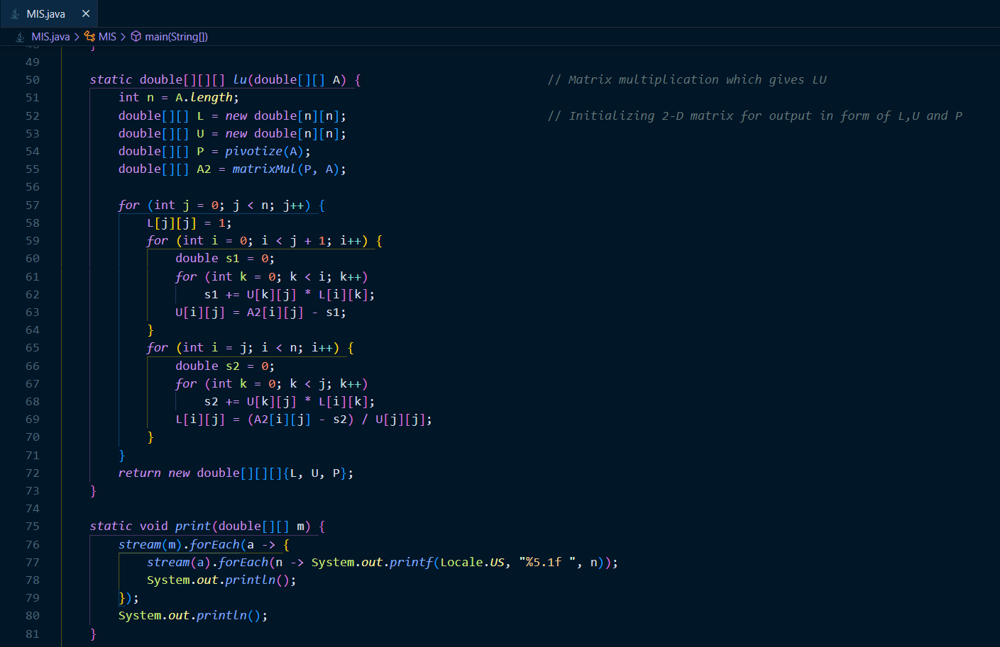 MIS.java ×
MIS.java > MIS > main(String[])
48 }
49
50 static double[][][] lu(double[][] A) { // Matrix multiplication which gives LU
51 int n = A.length;
52 double[][] L = new double[n][n]; // Initializing 2-D matrix for output in form of L,U and P
53 double[][] U = new double[n][n];
54 double[][] P = pivotize(A);
55 double[][] A2 = matrixMul(P, A);
56
57 for (int j = 0; j < n; j++) {
58 L[j][j] = 1;
59 for (int i = 0; i < j + 1; i++) {
60 double s1 = 0;
61 for (int k = 0; k < i; k++)
62 s1 += U[k][j] * L[i][k];
63 U[i][j] = A2[i][j] - s1;
64 }
65 for (int i = j; i < n; i++) {
66 double s2 = 0;
67 for (int k = 0; k < j; k++)
68 s2 += U[k][j] * L[i][k];
69 L[i][j] = (A2[i][j] - s2) / U[j][j];
70 }
71 }
72 return new double[][][]{L, U, P};
73 }
74
75 static void print(double[][] m) {
76 stream(m).forEach(a -> {
77 stream(a).forEach(n -> System.out.printf(Locale.US, "%5.1f ", n));
78 System.out.println();
79 });
80 System.out.println();
81 }